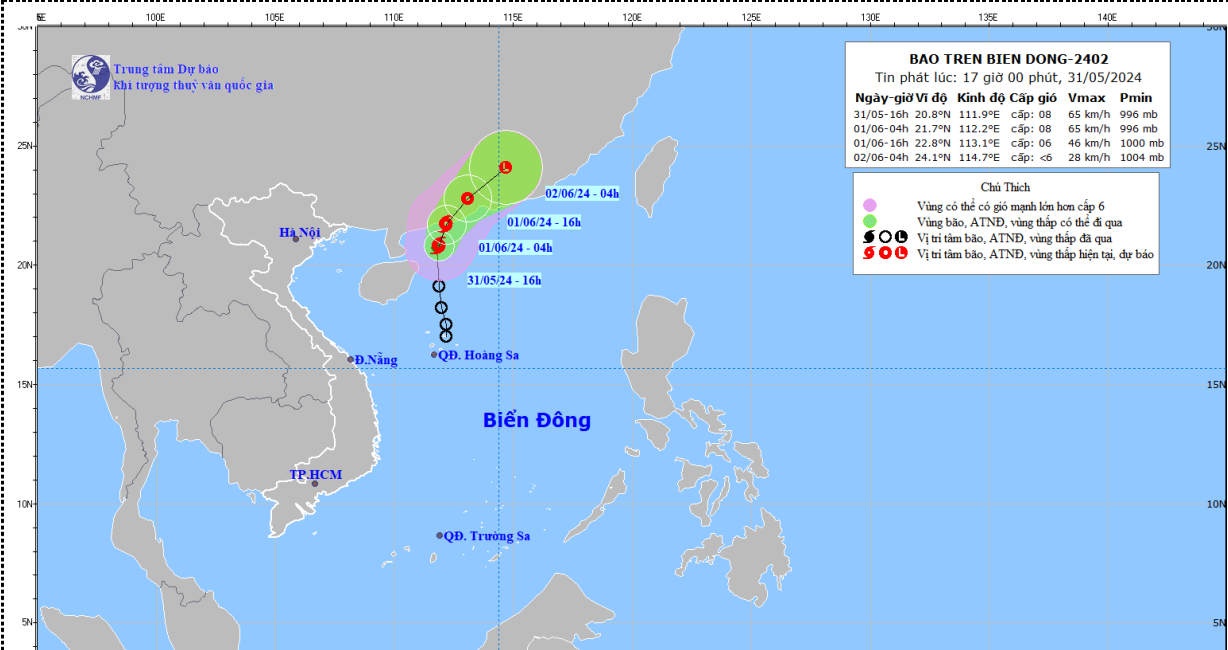 100E 105E 110E 115E 120E 125E 130E 135E 140E
Trung tâm Dự báo
Khí tượng thuỷ văn quốc gia
NCHMF
BAO TREN BIEN DONG-2402
Tin phát lúc: 17 giờ 00 phút, 31/05/2024
Ngày-giờ Vĩ độ Kinh độ Cấp gió Vmax Pmin
31/05-16h 20.8°N 111.9°E cấp: 08 65 km/h 996 mb
01/06-04h 21.7°N 112.2°E cấp: 08 65 km/h 996 mb
01/06-16h 22.8°N 113.1°E cấp: 06 46 km/h 1000 mb
02/06-04h 24.1°N 114.7°E cấp: <6 28 km/h 1004 mb
25N 25N
Chú Thích
Vùng có thể có gió mạnh lớn hơn cấp 6
Vùng bão, ATNĐ, vùng thấp có thể đi qua
L Vị trí tâm bão, ATNĐ, vùng thấp đã qua
L Vị trí tâm bão, ATNĐ, vùng thấp hiện tại, dự báo
L
02/06/24 - 04h
01/06/24 - 16h
Hà Nội
01/06/24 - 04h
20N 20N
31/05/24 - 16h
QĐ. Hoàng Sa
Đ.Nẵng
15N 15N
Biển Đông
TP.HCM
10N 10N
QĐ. Trường Sa
5N 5N